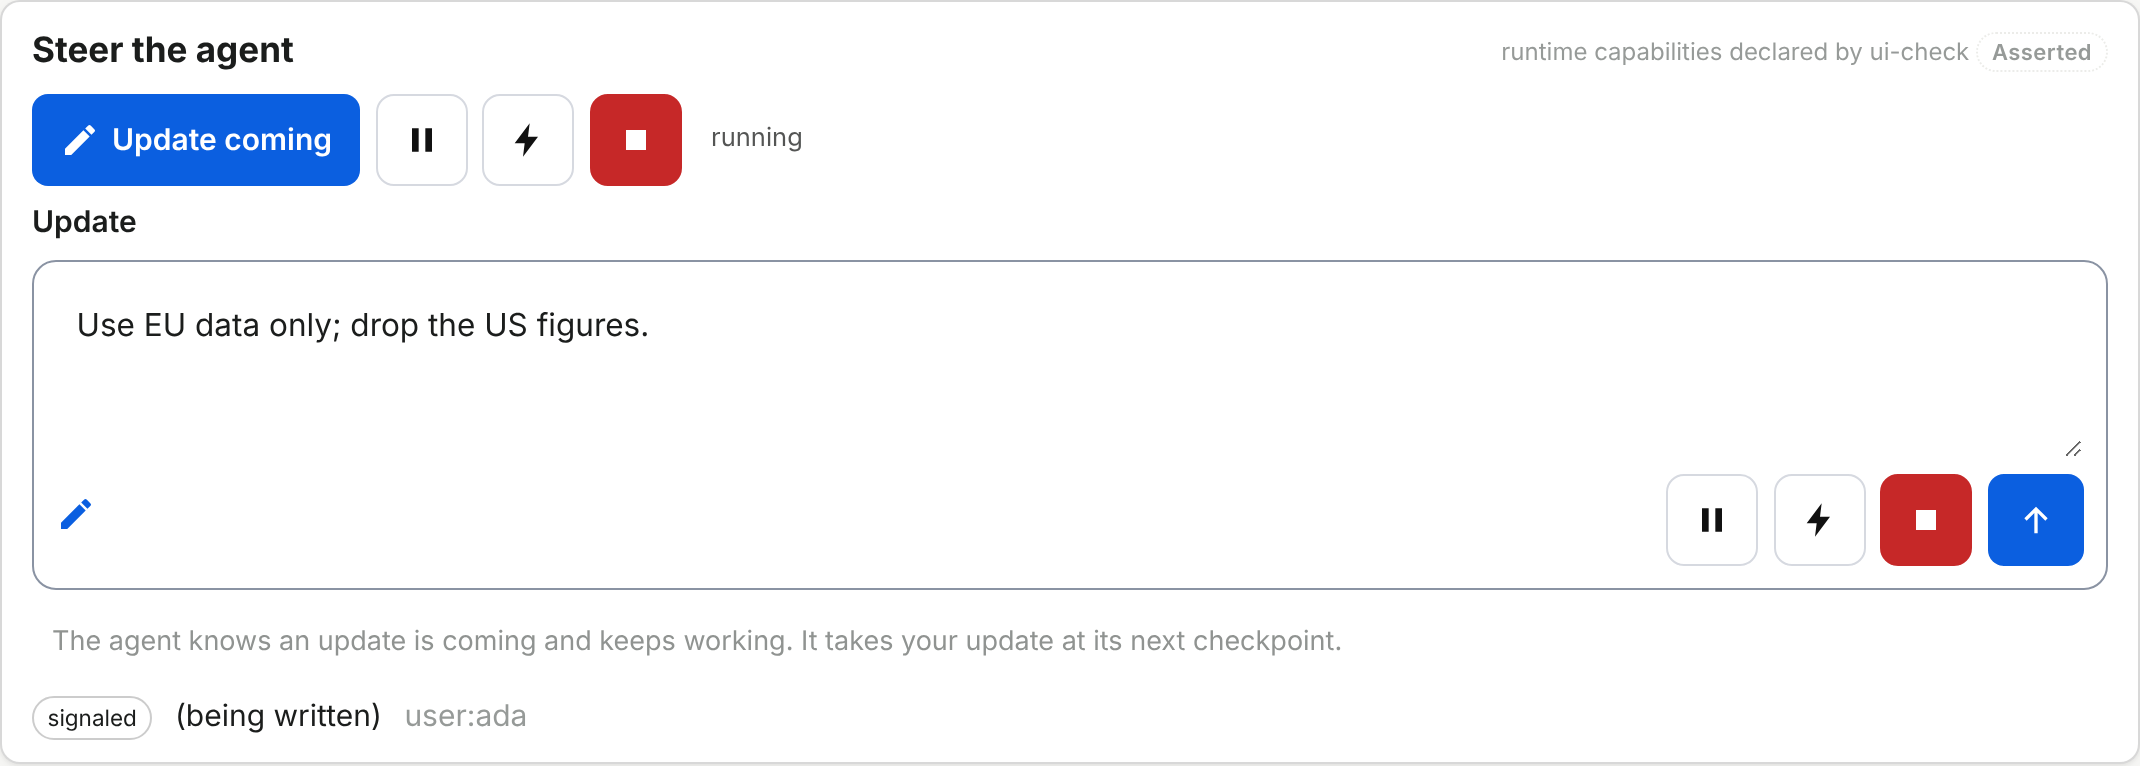 Steer the agent
runtime capabilities declared by ui-check Asserted
Update coming
running
Update
Use EU data only; drop the US figures.
The agent knows an update is coming and keeps working. It takes your update at its next checkpoint.
signaled (being written) user:ada